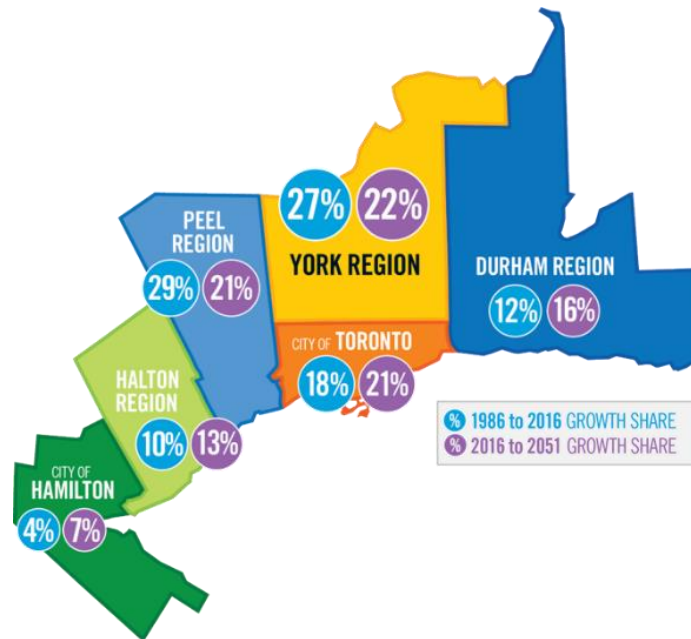 27% 22%
YORK REGION
PEEL
REGION
29% 21%
DURHAM REGION
12% 16%
CITY OF TORONTO
18% 21%
HALTON
REGION
10% 13%
% 1986 to 2016 GROWTH SHARE
% 2016 to 2051 GROWTH SHARE
CITY OF
HAMILTON
4% 7%